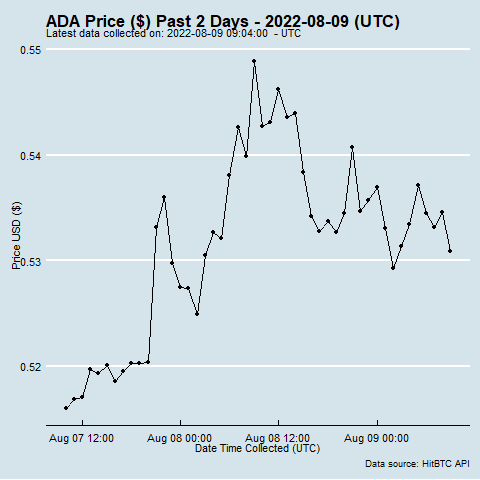 ADA Price ($) Past 2 Days - 2022-08-09 (UTC)
Latest data collected on: 2022-08-09 09:04:00  - UTC
0.55
0.54
0.53
0.52
Price USD ($)
Aug 07 12:00
Aug 08 00:00
Aug 08 12:00
Aug 09 00:00
Date Time Collected (UTC)
Data source: HitBTC API